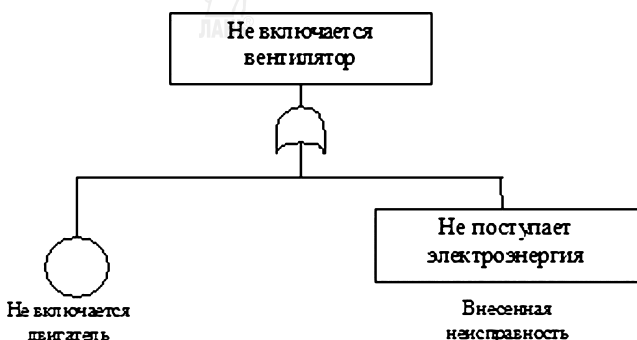 Не включается
вентилятор
Не поступает
электроэнергия
Не включается
двигатель
Внесенная
неисправность